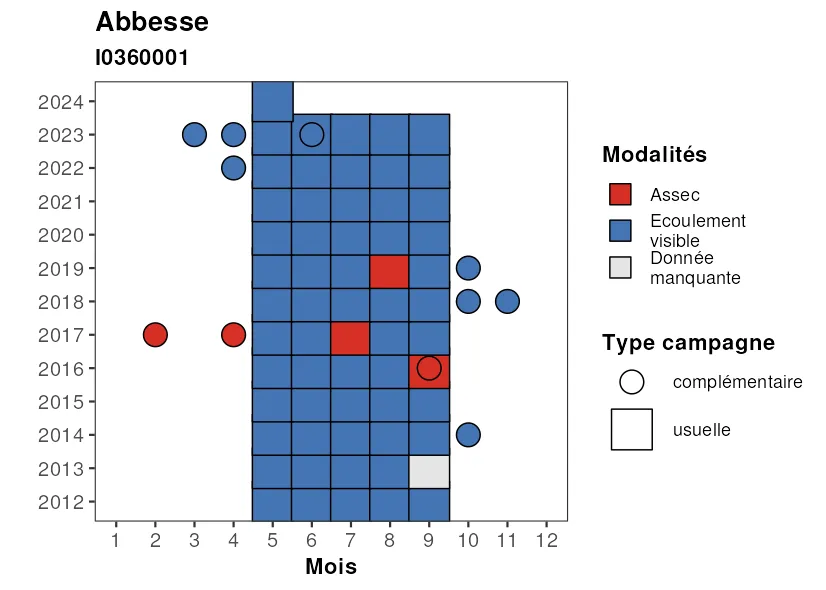 Abbesse
I0360001
2024
2023
2022
2021
2020
2019
2018
2017
2016
2015
2014
2013
2012
1 2 3 4 5 6 7 8 9 10 11 12
Mois
Modalités
Assec
Ecoulement
visible
Donnée
manquante
Type campagne
complémentaire
usuelle